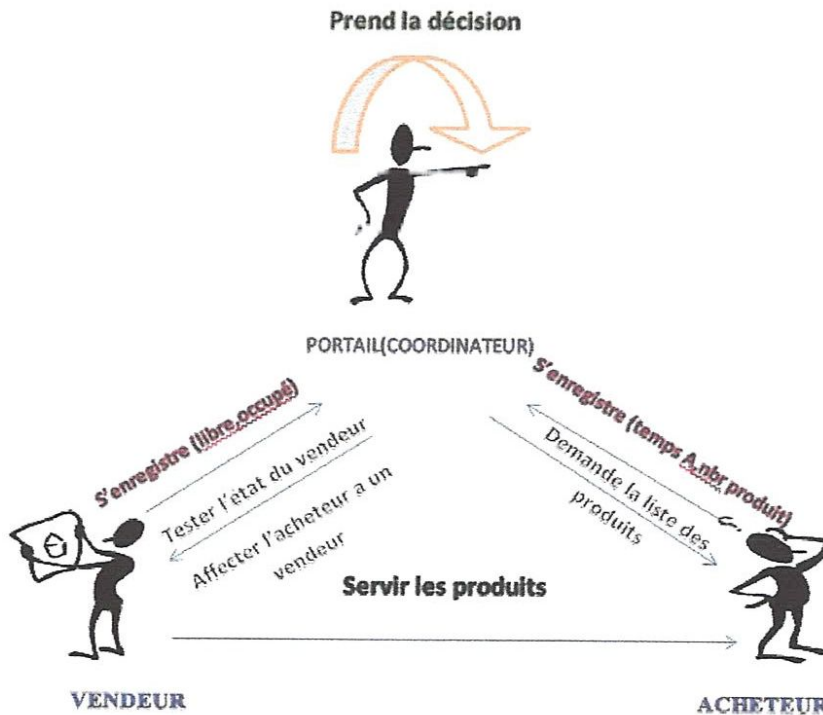 Prend la décision
PORTAIL(COORDINATEUR)
S'enregistre (libre,occupé)
Tester l'état du vendeur
Affecter l'acheteur a un
vendeur
S'enregistre (temps A,nbr produit)
Demande la liste des
produits
Servir les produits
VENDEUR
ACHETEUR